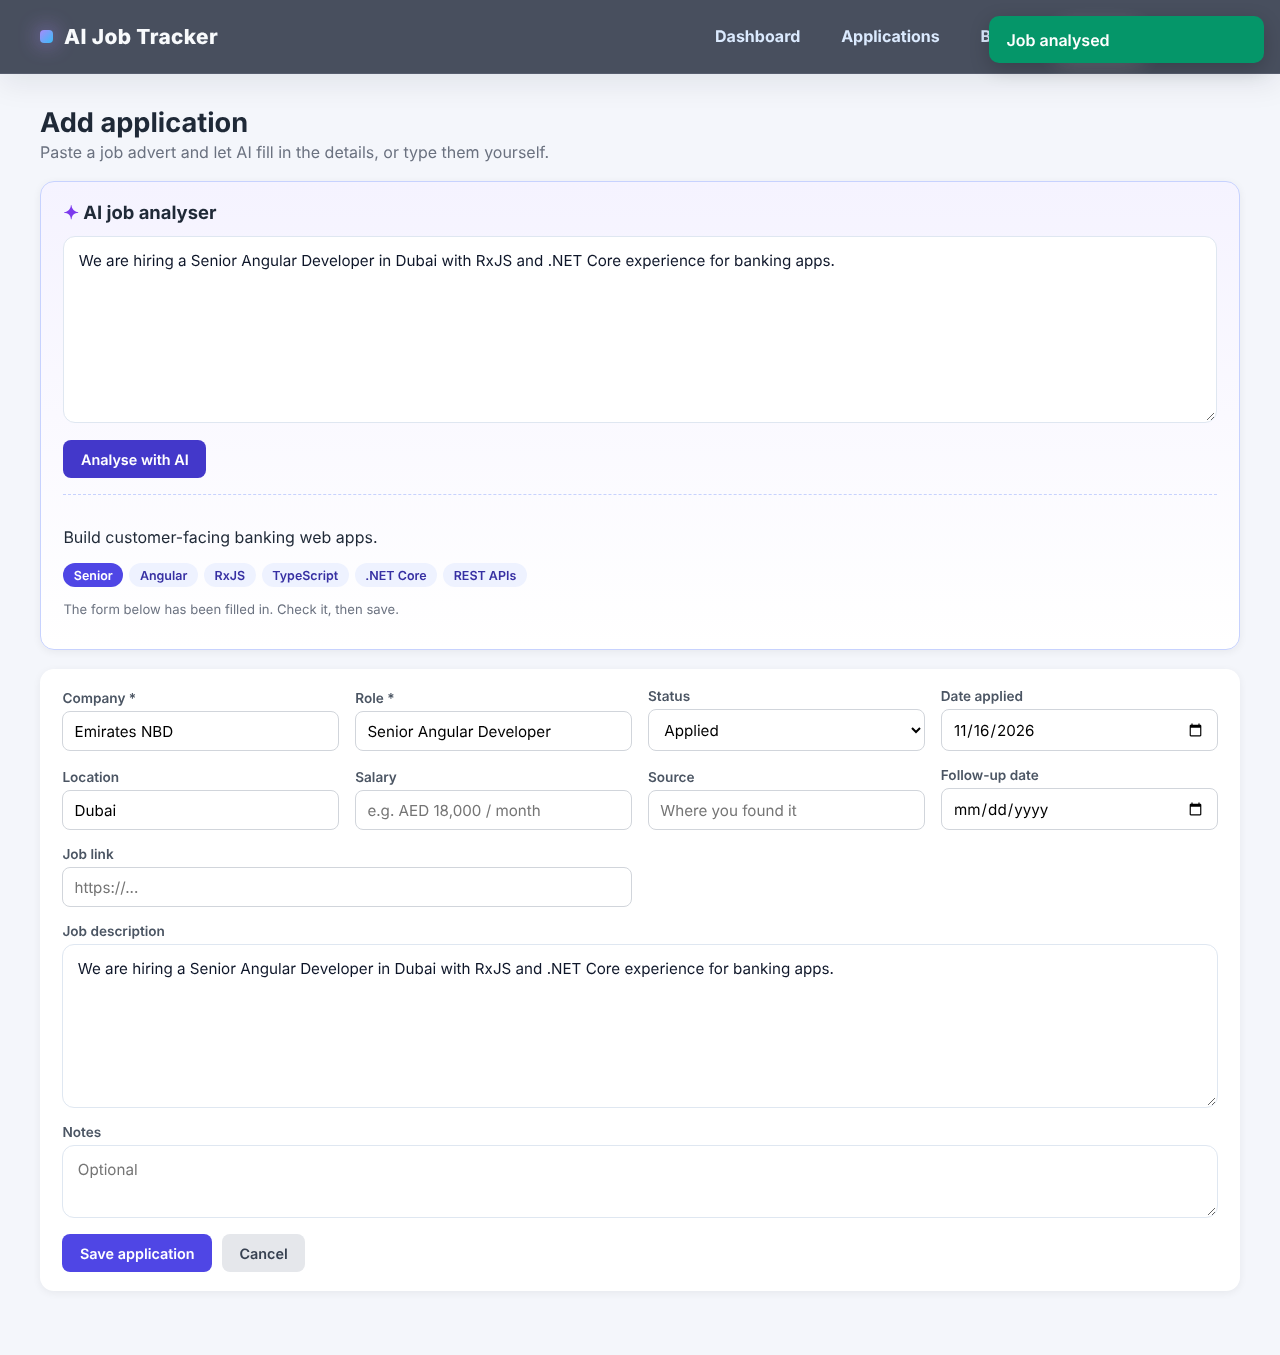 AI Job Tracker
Dashboard
Applications
Job analysed
Add application
Paste a job advert and let AI fill in the details, or type them yourself.
✦ AI job analyser
We are hiring a Senior Angular Developer in Dubai with RxJS and .NET Core experience for banking apps.
Analyse with AI
Build customer-facing banking web apps.
Senior Angular RxJS TypeScript .NET Core REST APIs
The form below has been filled in. Check it, then save.
Company * Role * Status Date applied
Emirates NBD Senior Angular Developer Applied 11/16/2026
Location Salary Source Follow-up date
Dubai e.g. AED 18,000 / month Where you found it mm/dd/yyyy
Job link
https://...
Job description
We are hiring a Senior Angular Developer in Dubai with RxJS and .NET Core experience for banking apps.
Notes
Optional
Save application Cancel